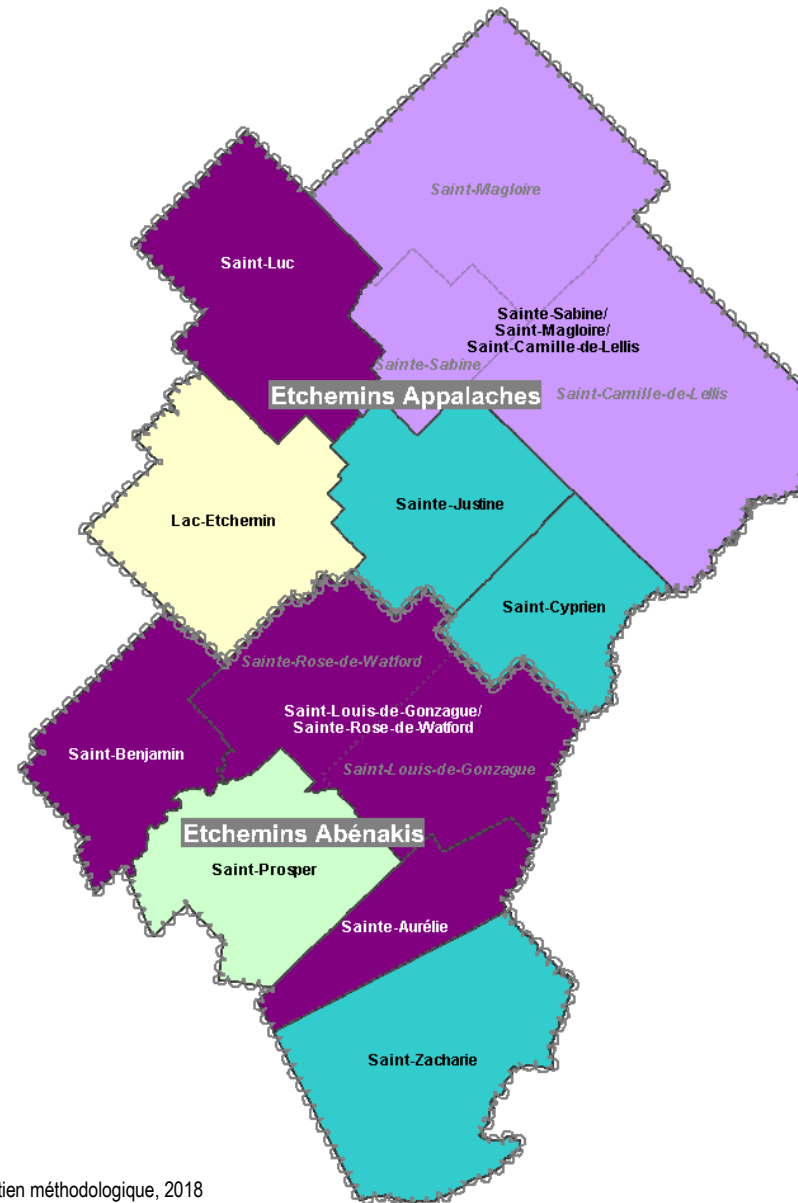 Saint-Magloire
Saint-Luc
Sainte-Sabine/
Saint-Magloire/
Saint-Camille-de-Lellis
Sainte-Sabine
Saint-Camille-de-Lellis
Etchemins Appalaches
Sainte-Justine
Lac-Etchemin
Saint-Cyprien
Sainte-Rose-de-Watford
Saint-Louis-de-Gonzague/
Sainte-Rose-de-Watford
Saint-Benjamin
Saint-Louis-de-Gonzague
Etchemins Abénakis
Saint-Prosper
Sainte-Aurélie
Saint-Zacharie
tien méthodologique, 2018